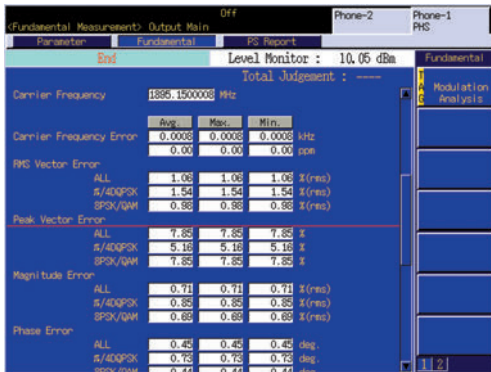 Off
Phone-2
Phone-1
PHS
<Fundamental Measurement> Output Main
Parameter Fundamental PS Report
End Level Monitor : 10.05 dBm Fundamental
Total Judgement : ----
TAG Modulation Analysis
Carrier Frequency 1895.1500008 MHz
Avg. Max. Min.
Carrier Frequency Error 0.0008 0.0008 0.0008 kHz
0.00 0.00 0.00 ppm
RMS Vector Error
ALL 1.06 1.06 1.06 %(rms)
π/4DQPSK 1.54 1.54 1.54 %(rms)
8PSK/QAM 0.98 0.98 0.98 %(rms)
Peak Vector Error
ALL 7.85 7.85 7.85 %
π/4DQPSK 5.16 5.16 5.16 %
8PSK/QAM 7.85 7.85 7.85 %
Magnitude Error
ALL 0.71 0.71 0.71 %(rms)
π/4DQPSK 0.85 0.85 0.85 %(rms)
8PSK/QAM 0.69 0.69 0.69 %(rms)
Phase Error
ALL 0.45 0.45 0.45 deg.
π/4DQPSK 0.73 0.73 0.73 deg.
1 2